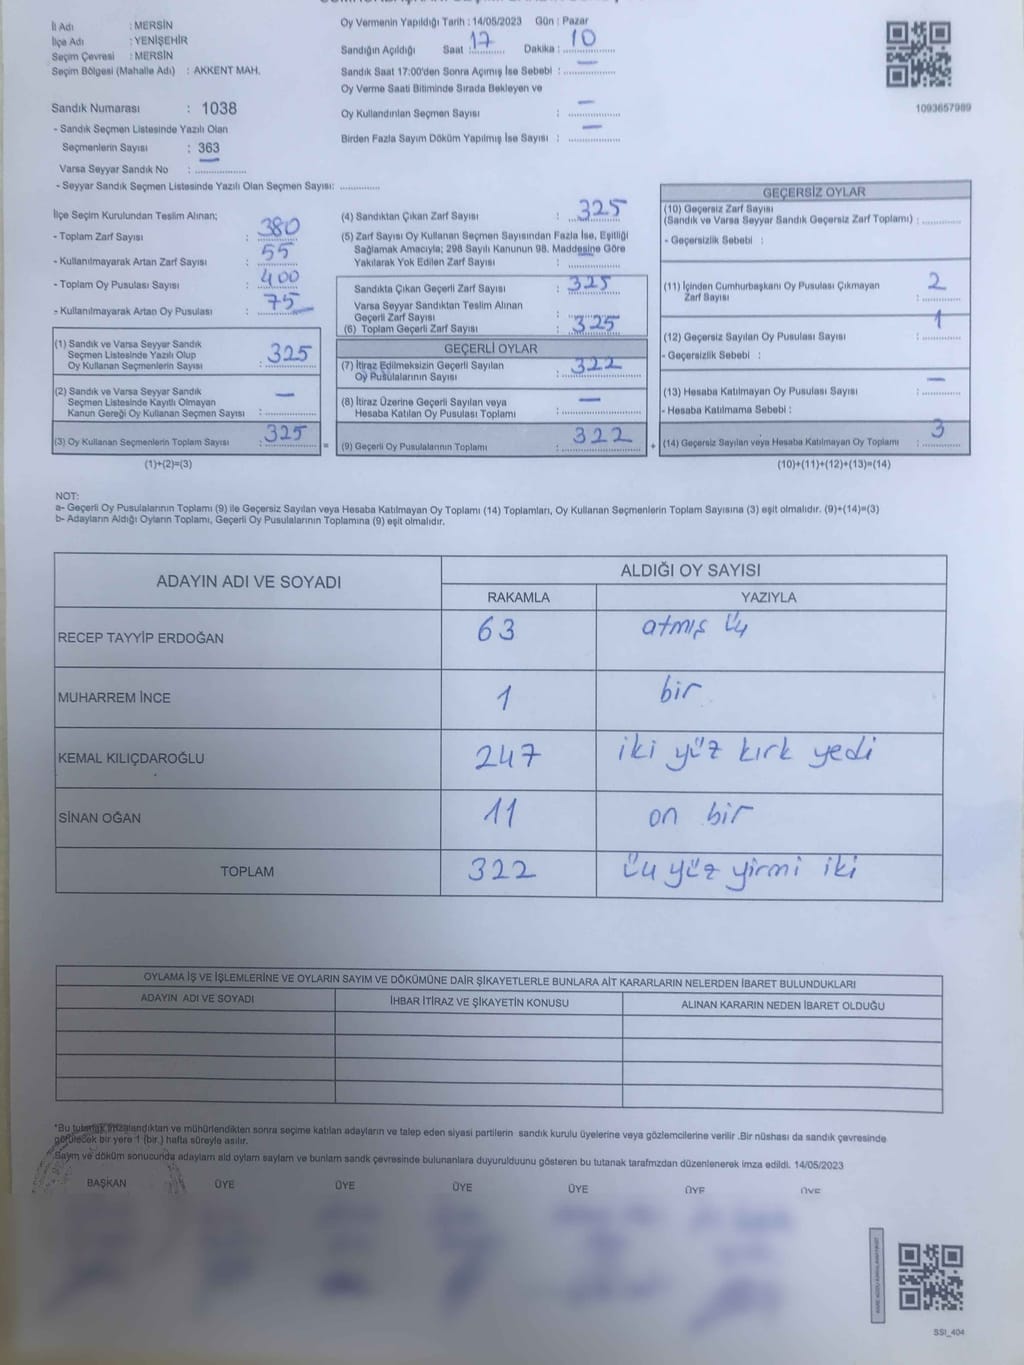 İl Adı : MERSİN
İlçe Adı : YENİŞEHİR
Seçim Çevresi : MERSİN
Seçim Bölgesi (Mahalle Adı) : AKKENT MAH.
Sandık Numarası : 1038
- Sandık Seçmen Listesinde Yazılı Olan
Seçmenlerin Sayısı : 363
Varsa Seyyar Sandık No : —
- Seyyar Sandık Seçmen Listesinde Yazılı Olan Seçmen Sayısı: ..............
Oy Vermenin Yapıldığı Tarih : 14/05/2023 Gün : Pazar
Sandığın Açıldığı Saat : 17 Dakika : 10
Sandık Saat 17:00'den Sonra Açımış İse Sebebi : —
Oy Verme Saati Bitiminde Sırada Bekleyen ve
Oy Kullandırılan Seçmen Sayısı : —
Birden Fazla Sayım Döküm Yapılmış İse Sayısı : —
1093657989
İlçe Seçim Kurulundan Teslim Alınan;
- Toplam Zarf Sayısı : 380
- Kullanılmayarak Artan Zarf Sayısı : 55
- Toplam Oy Pusulası Sayısı : 400
- Kullanılmayarak Artan Oy Pusulası : 75
(1) Sandık ve Varsa Seyyar Sandık
Seçmen Listesinde Yazılı Olup
Oy Kullanan Seçmenlerin Sayısı : 325
(2) Sandık ve Varsa Seyyar Sandık
Seçmen Listesinde Kayıtlı Olmayan
Kanun Gereği Oy Kullanan Seçmen Sayısı : —
(3) Oy Kullanan Seçmenlerin Toplam Sayısı : 325 =
(1)+(2)=(3)
(4) Sandıktan Çıkan Zarf Sayısı : 325
(5) Zarf Sayısı Oy Kullanan Seçmen Sayısından Fazla İse, Eşitliği
Sağlamak Amacıyla; 298 Sayılı Kanunun 98. Maddesine Göre
Yakılarak Yok Edilen Zarf Sayısı : —
Sandıkta Çıkan Geçerli Zarf Sayısı : 325
Varsa Seyyar Sandıktan Teslim Alınan
Geçerli Zarf Sayısı : ..............
(6) Toplam Geçerli Zarf Sayısı : 325
GEÇERLİ OYLAR
(7) İtiraz Edilmeksizin Geçerli Sayılan
Oy Pusulalarının Sayısı : 322
(8) İtiraz Üzerine Geçerli Sayılan veya
Hesaba Katılan Oy Pusulası Toplamı : —
(9) Geçerli Oy Pusulalarının Toplamı : 322 +
GEÇERSİZ OYLAR
(10) Geçersiz Zarf Sayısı
(Sandık ve Varsa Seyyar Sandık Geçersiz Zarf Toplamı) : ............
- Geçersizlik Sebebi :
(11) İçinden Cumhurbaşkanı Oy Pusulası Çıkmayan
Zarf Sayısı : 2
(12) Geçersiz Sayılan Oy Pusulası Sayısı : 1
- Geçersizlik Sebebi :
(13) Hesaba Katılmayan Oy Pusulası Sayısı : —
- Hesaba Katılmama Sebebi :
(14) Geçersiz Sayılan veya Hesaba Katılmayan Oy Toplamı : 3
(10)+(11)+(12)+(13)=(14)
NOT:
a- Geçerli Oy Pusulalarının Toplamı (9) ile Geçersiz Sayılan veya Hesaba Katılmayan Oy Toplamı (14) Toplamları, Oy Kullanan Seçmenlerin Toplam Sayısına (3) eşit olmalıdır. (9)+(14)=(3)
b- Adayların Aldığı Oyların Toplamı, Geçerli Oy Pusulalarının Toplamına (9) eşit olmalıdır.
ADAYIN ADI VE SOYADI ALDIĞI OY SAYISI
RAKAMLA YAZIYLA
RECEP TAYYİP ERDOĞAN 63 atmış üç
MUHARREM İNCE 1 bir
KEMAL KILIÇDAROĞLU 247 iki yüz kırk yedi
SİNAN OĞAN 11 on bir
TOPLAM 322 üç yüz yirmi iki
OYLAMA İŞ VE İŞLEMLERİNE VE OYLARIN SAYIM VE DÖKÜMÜNE DAİR ŞİKAYETLERLE BUNLARA AİT KARARLARIN NELERDEN İBARET BULUNDUKLARI
ADAYIN ADI VE SOYADI İHBAR İTİRAZ VE ŞİKAYETİN KONUSU ALINAN KARARIN NEDEN İBARET OLDUĞU
*Bu tutanak imzalandıktan ve mühürlendikten sonra seçime katılan adayların ve talep eden siyasi partilerin sandık kurulu üyelerine veya gözlemcilerine verilir .Bir nüshası da sandık çevresinde
görülecek bir yere 1 (bir.) hafta süreyle asılır.
Sayım ve döküm sonucunda adaylam ald oylam saylam ve bunlam sandk çevresinde bulunanlara duyurulduunu gösteren bu tutanak tarafmzdan düzenlenerek imza edildi. 14/05/2023
BAŞKAN ÜYE ÜYE ÜYE ÜYE ÜYE ÜYE
SSI_404